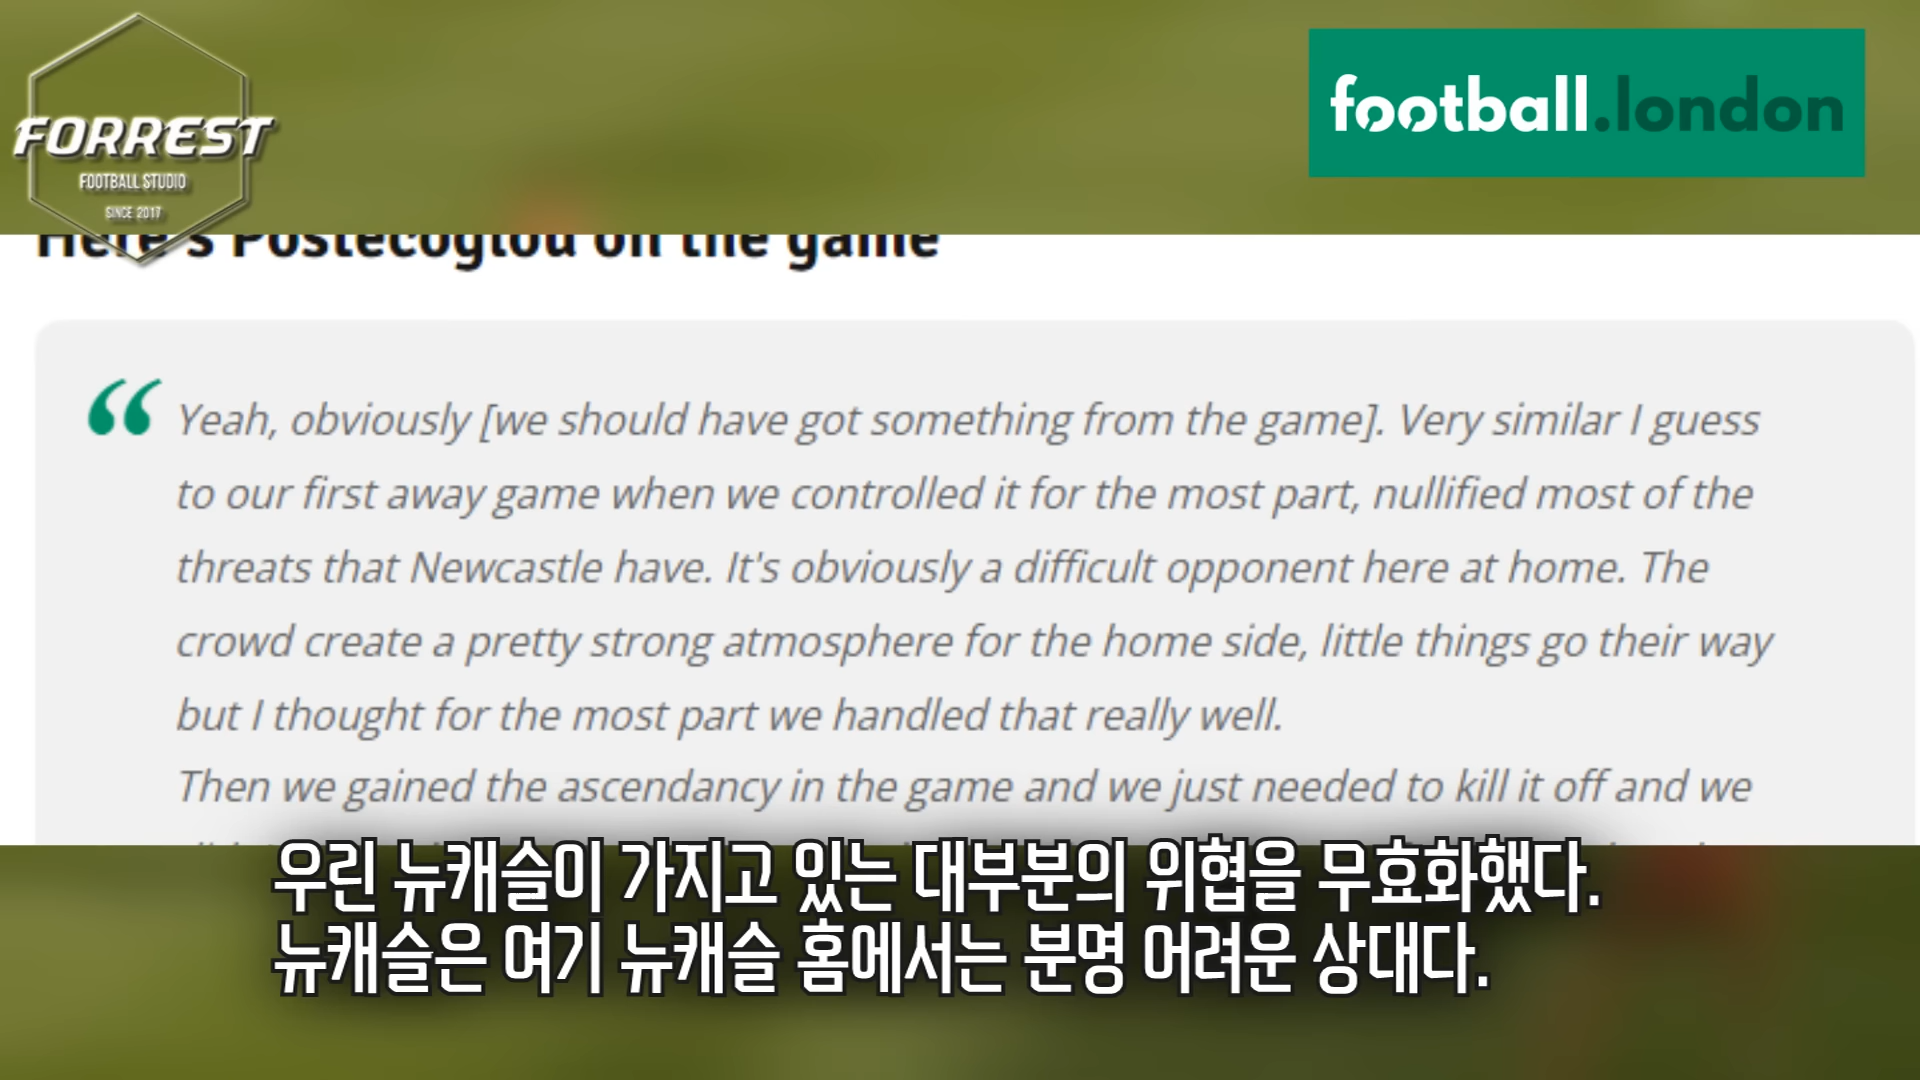 FORREST
FOOTBALL STUDIO
SINCE 2017
football.london
Here's Postecoglou on the game
“ Yeah, obviously [we should have got something from the game]. Very similar I guess
to our first away game when we controlled it for the most part, nullified most of the
threats that Newcastle have. It's obviously a difficult opponent here at home. The
crowd create a pretty strong atmosphere for the home side, little things go their way
but I thought for the most part we handled that really well.
Then we gained the ascendancy in the game and we just needed to kill it off and we
우린 뉴캐슬이 가지고 있는 대부분의 위협을 무효화했다.
뉴캐슬은 여기 뉴캐슬 홈에서는 분명 어려운 상대다.